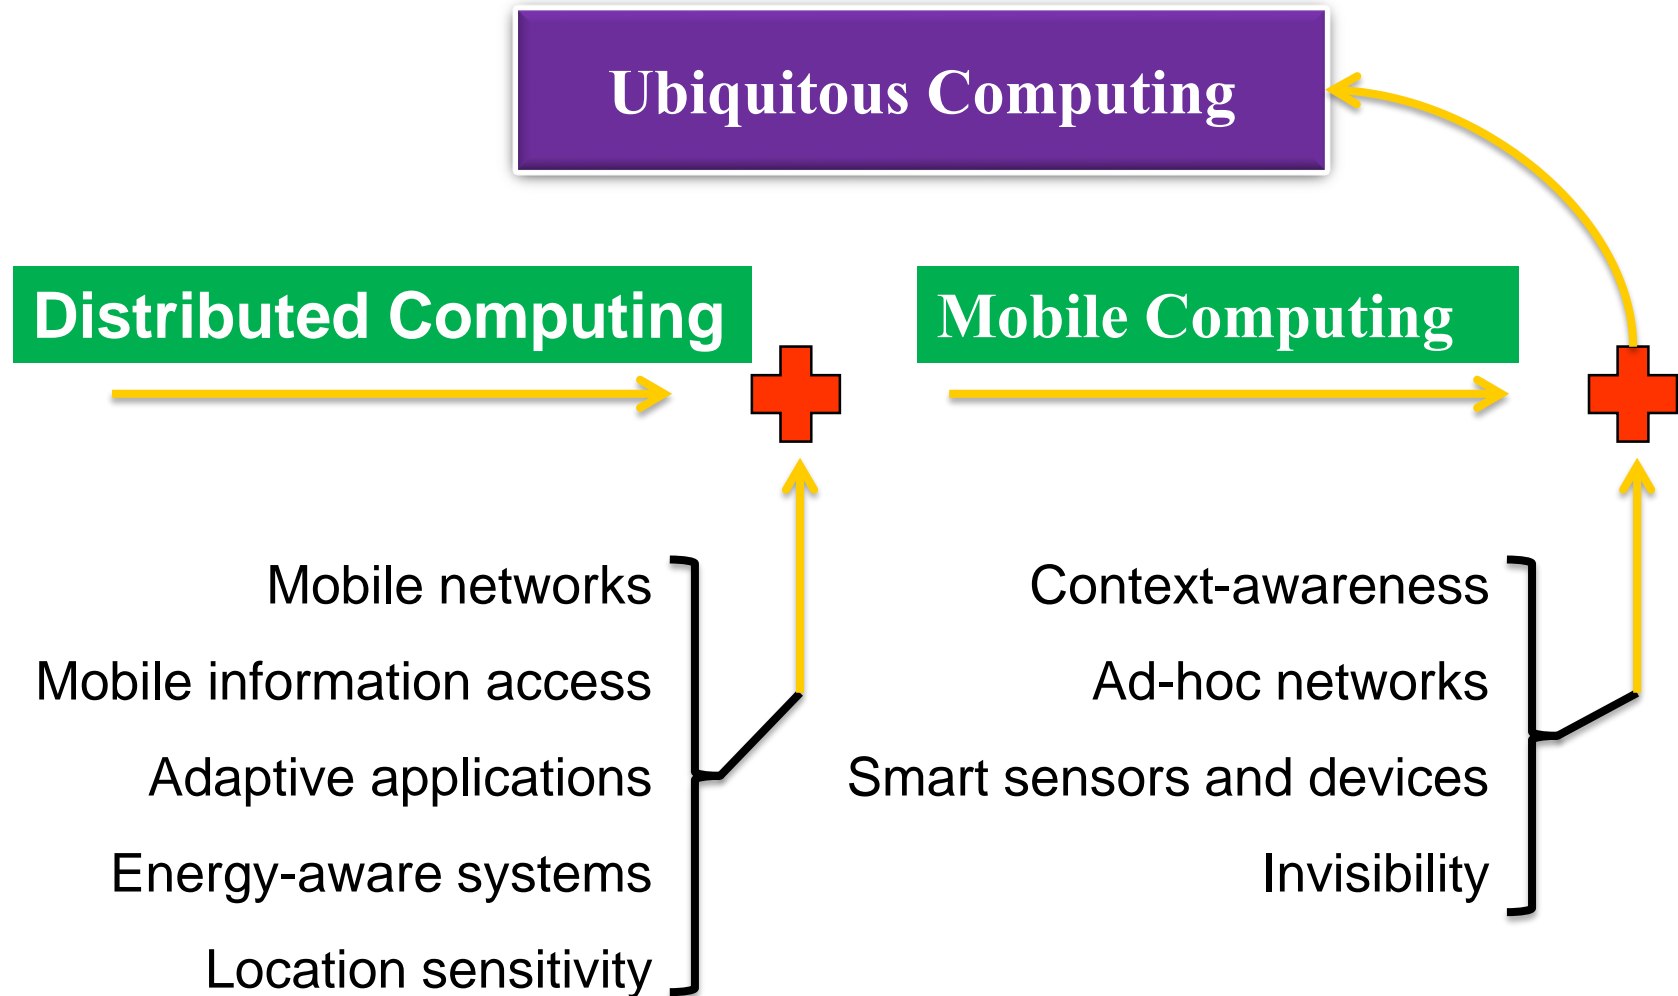 Ubiquitous Computing
Distributed Computing
Mobile Computing
Mobile networks
Mobile information access
Adaptive applications
Energy-aware systems
Location sensitivity
Context-awareness
Ad-hoc networks
Smart sensors and devices
Invisibility